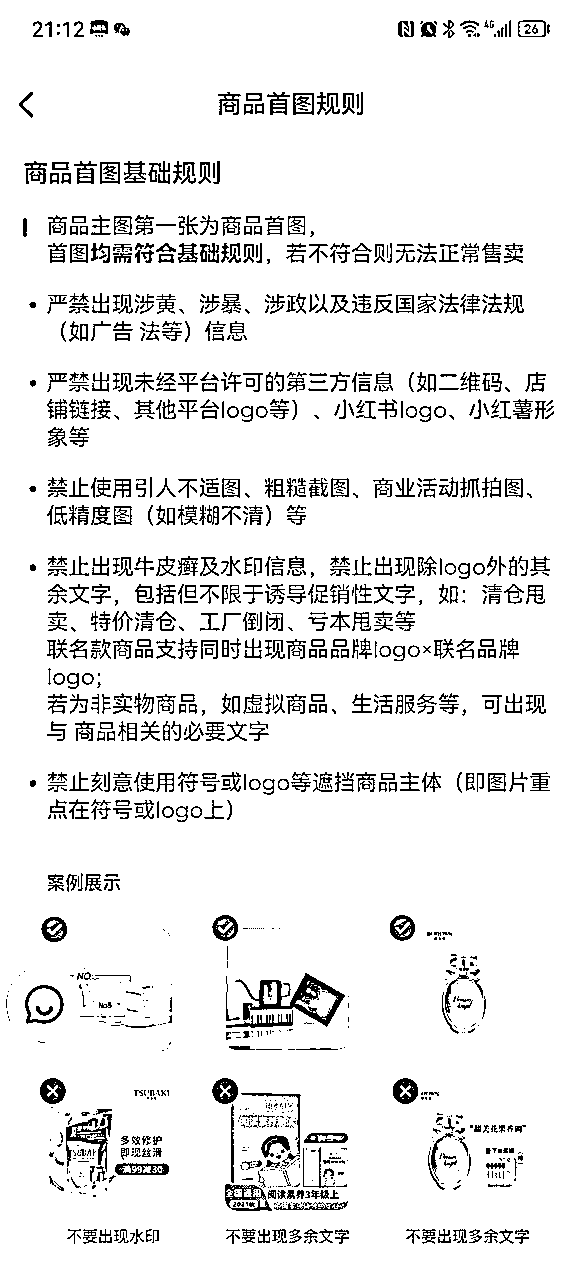 21:12
4G
26
商品首图规则
商品首图基础规则
商品主图第一张为商品首图，
首图均需符合基础规则，若不符合则无法正常售卖
• 严禁出现涉黄、涉暴、涉政以及违反国家法律法规
（如广告 法等）信息
• 严禁出现未经平台许可的第三方信息（如二维码、店
铺链接、其他平台logo等）、小红书logo、小红薯形
象等
• 禁止使用引人不适图、粗糙截图、商业活动抓拍图、
低精度图（如模糊不清）等
• 禁止出现牛皮癣及水印信息，禁止出现除logo外的其
余文字，包括但不限于诱导促销性文字，如：清仓甩
卖、特价清仓、工厂倒闭、亏本甩卖等
联名款商品支持同时出现商品品牌logo×联名品牌
logo;
若为非实物商品，如虚拟商品、生活服务等，可出现
与 商品相关的必要文字
• 禁止刻意使用符号或logo等遮挡商品主体（即图片重
点在符号或logo上）
案例展示
NO.
No5
TSUBAKI
TSUBAKI
多效修护
即现丝滑
满99减30
阅读素养3年级上
不要出现水印
不要出现多余文字
不要出现多余文字